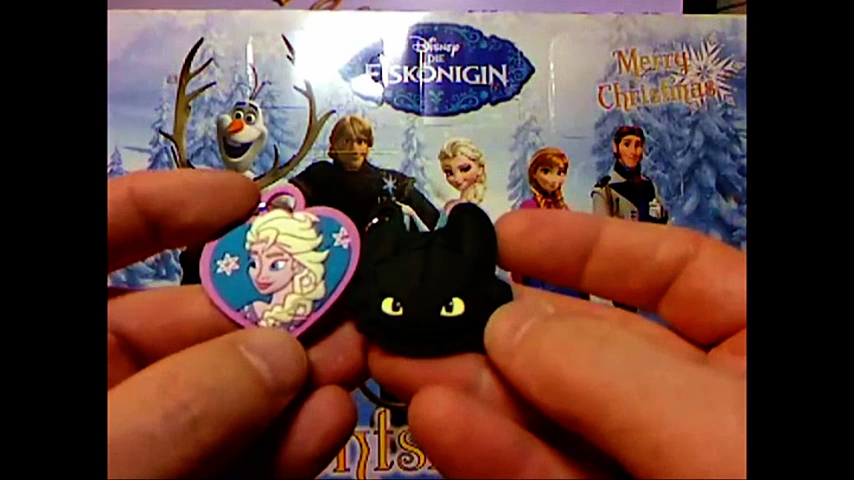 Disney
DIE
EISKÖNIGIN
Merry
Christmas